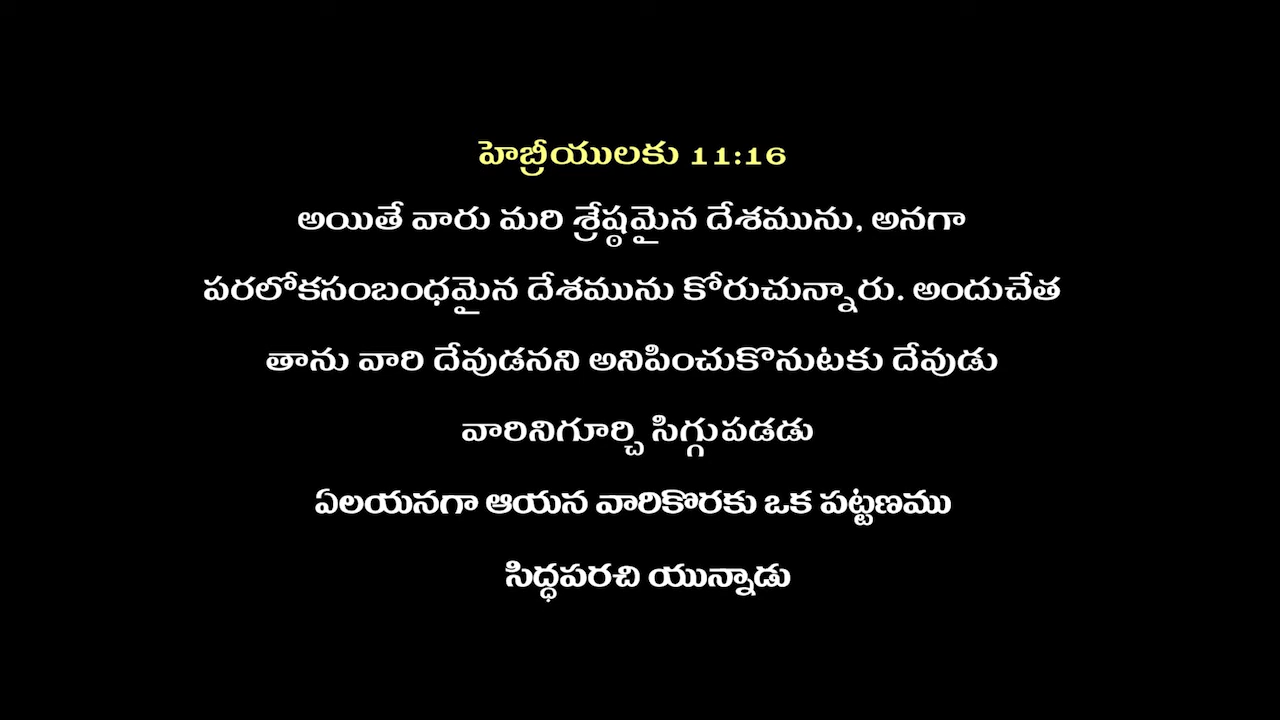 హెబ్రీయులకు 11:16
అయితే వారు మరి శ్రేష్ఠమైన దేశమును, అనగా
పరలోకసంబంధమైన దేశమును కోరుచున్నారు. అందుచేత
తాను వారి దేవుడనని అనిపించుకొనుటకు దేవుడు
వారినిగూర్చి సిగ్గుపడడు
ఏలయనగా ఆయన వారికొరకు ఒక పట్టణము
సిద్ధపరచి యున్నాడు